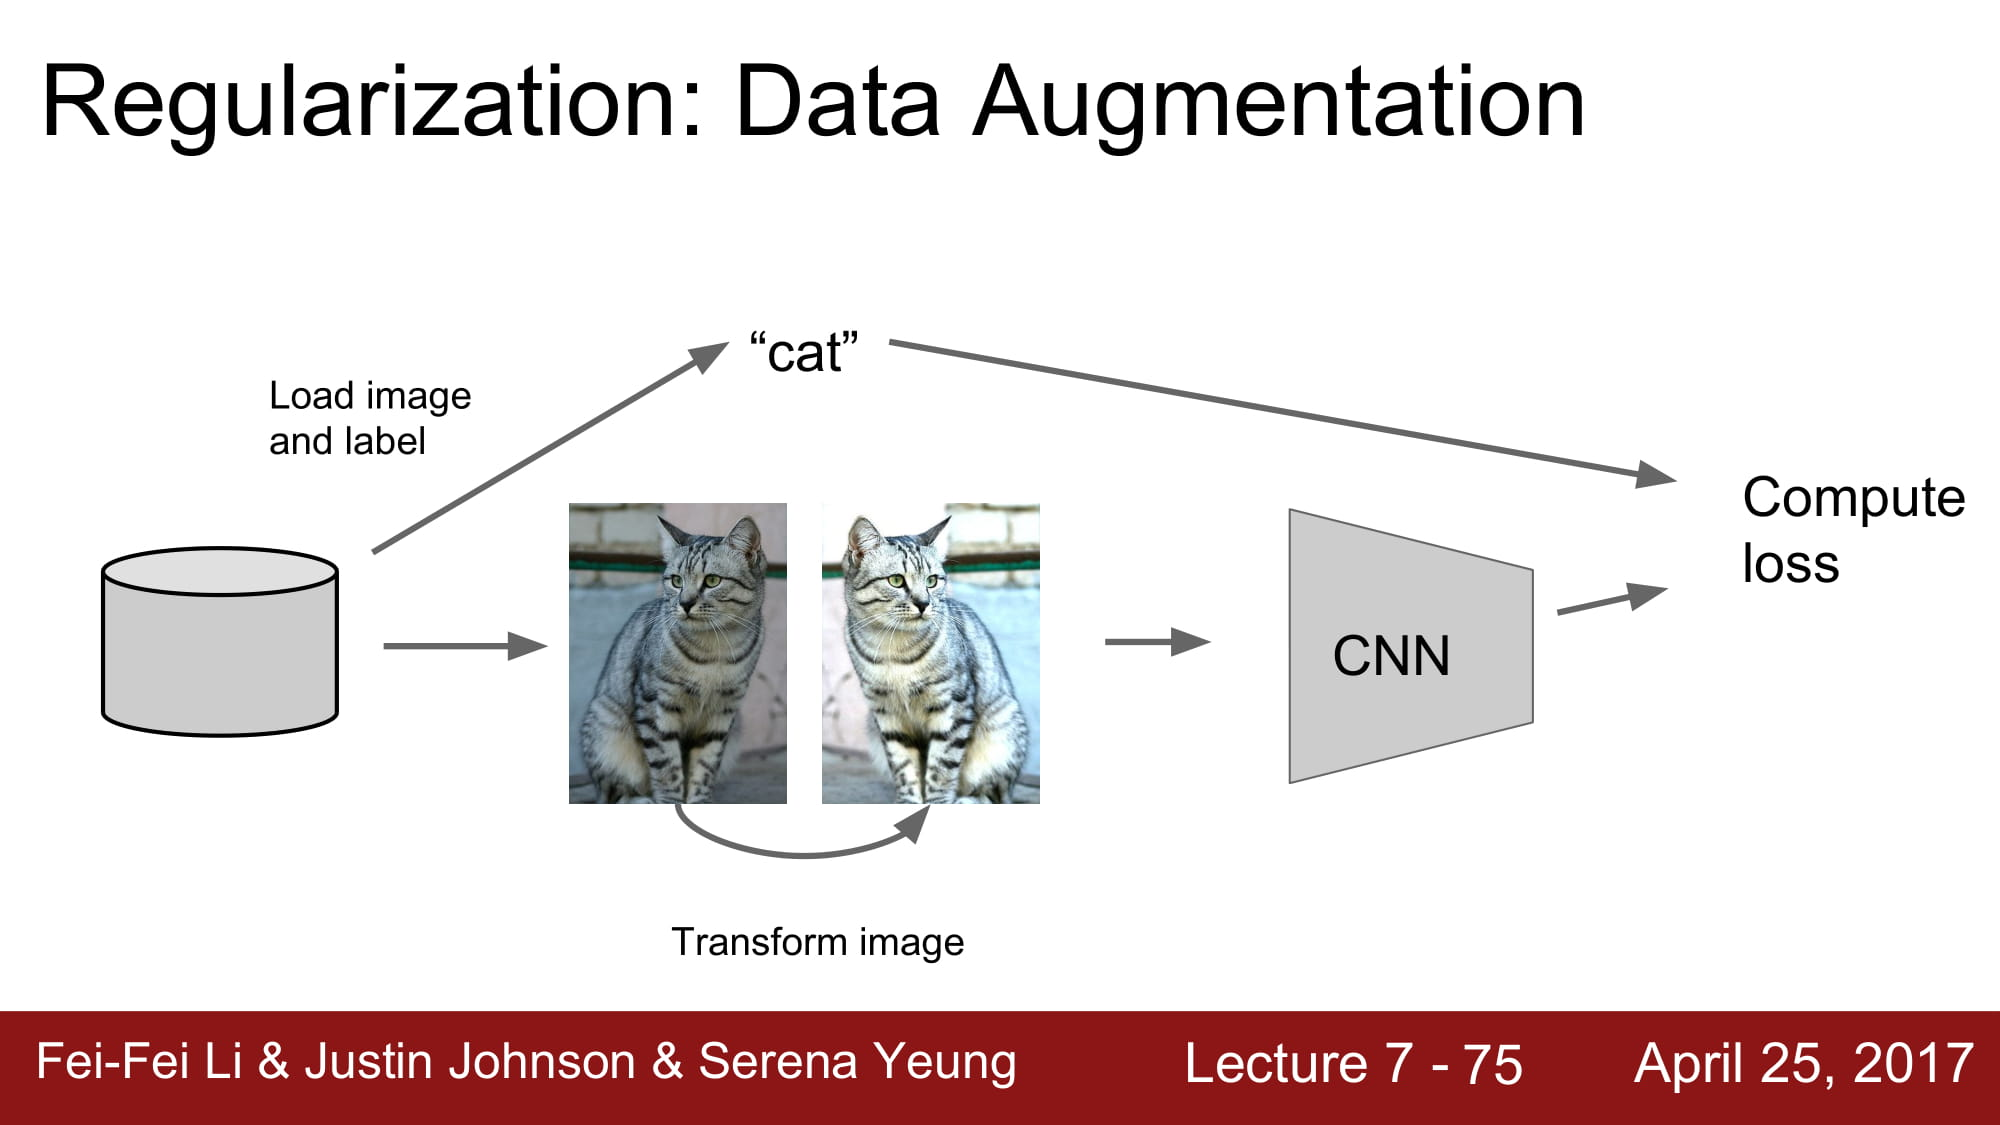 Regularization: Data Augmentation
“cat”
Load image
and label
Compute
loss
CNN
Transform image
Fei-Fei Li & Justin Johnson & Serena Yeung
Lecture 7 - 75
April 25, 2017